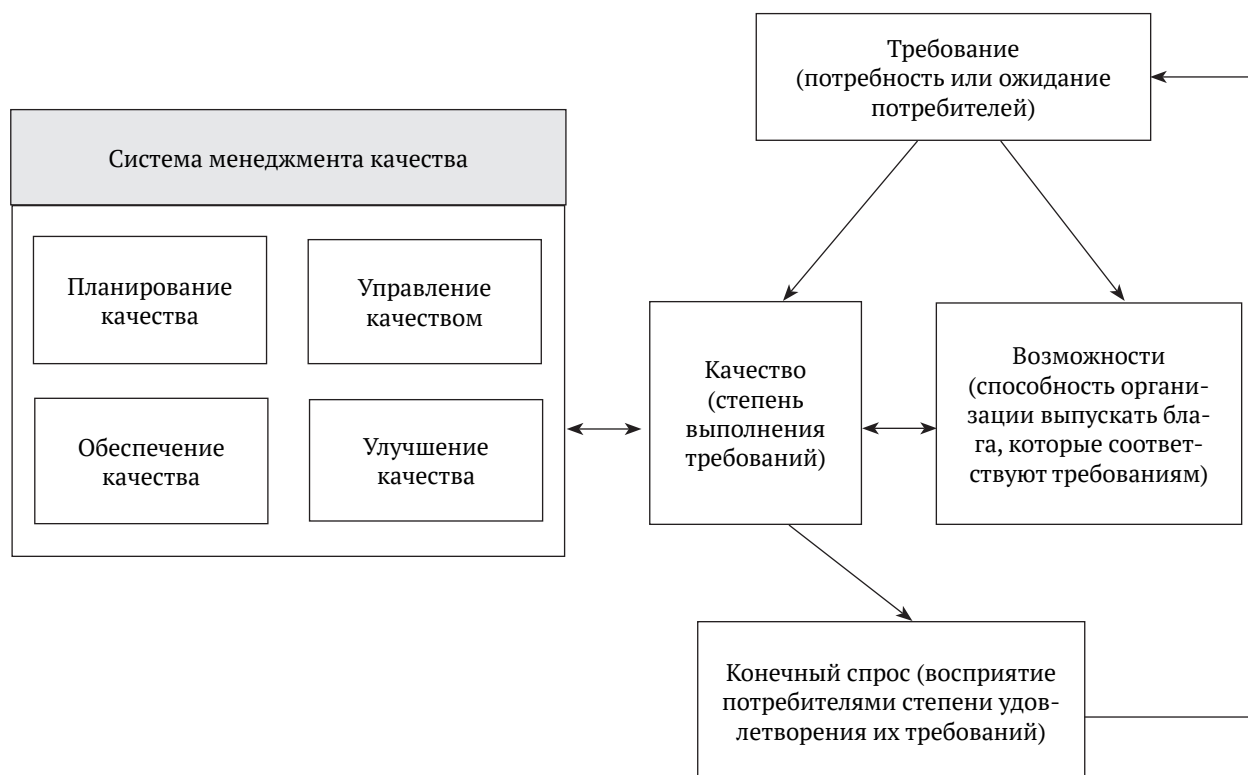 Требование
(потребность или ожидание
потребителей)
Система менеджмента качества
Планирование
качества
Управление
качеством
Обеспечение
качества
Улучшение
качества
Качество
(степень
выполнения
требований)
Возможности
(способность органи-
зации выпускать бла-
га, которые соответ-
ствуют требованиям)
Конечный спрос (восприятие
потребителями степени удов-
летворения их требований)